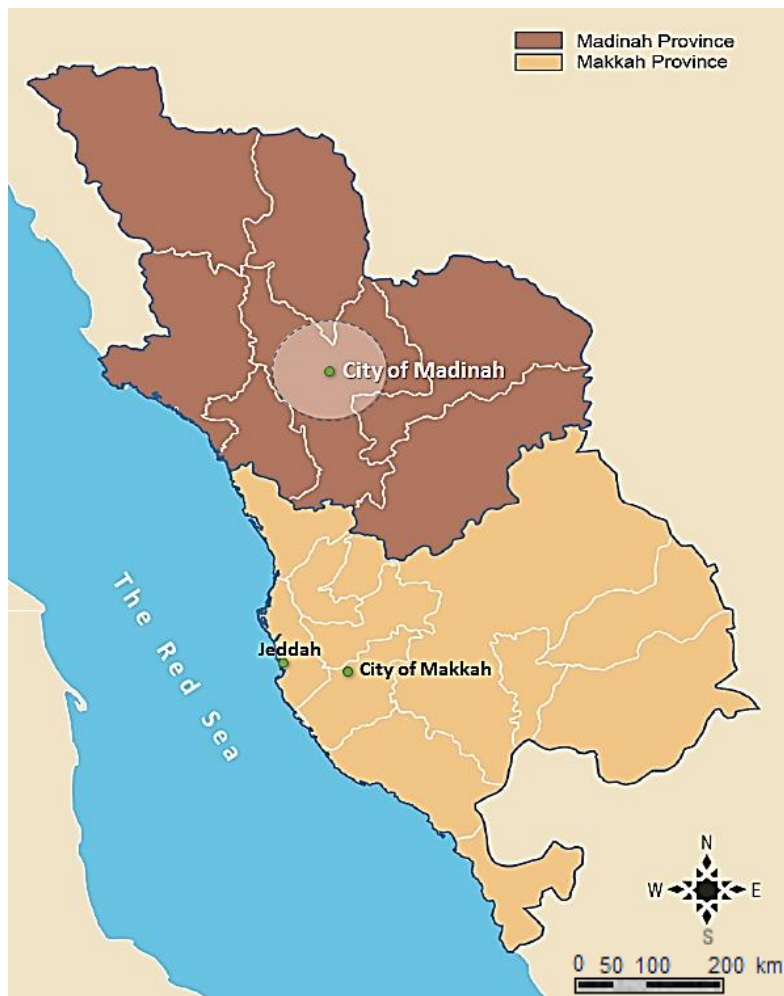 Madinah Province
Makkah Province
City of Madinah
The Red Sea
Jeddah
City of Makkah
N
W E
S
0 50 100 200 km